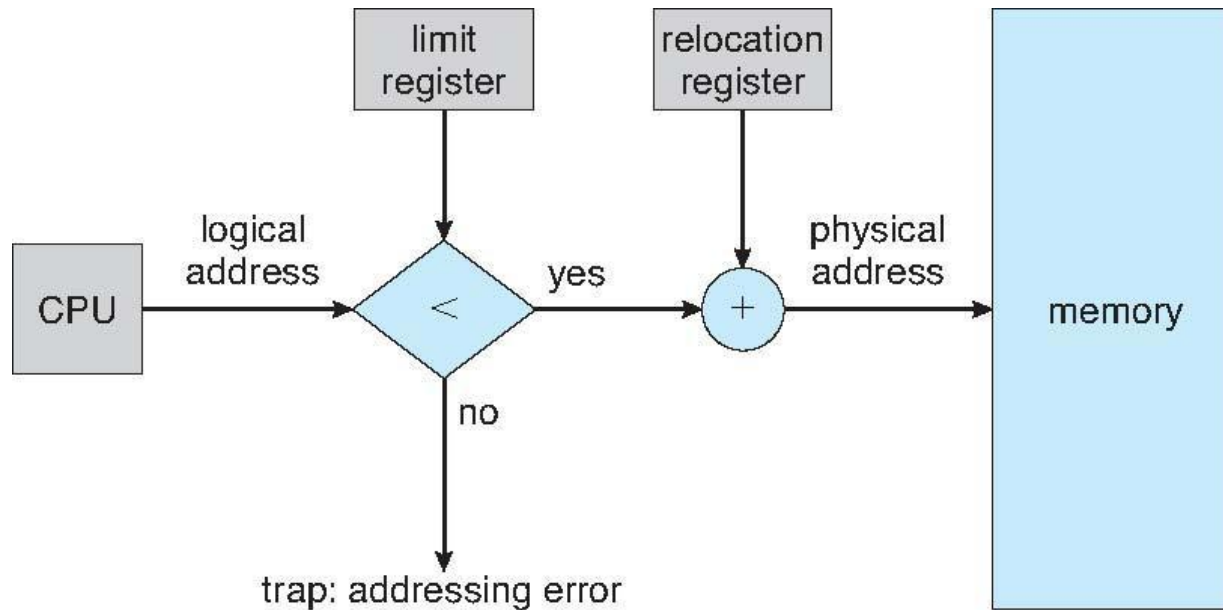 limit
register
relocation
register
logical
address
physical
address
CPU
<
yes
+
memory
no
trap: addressing error